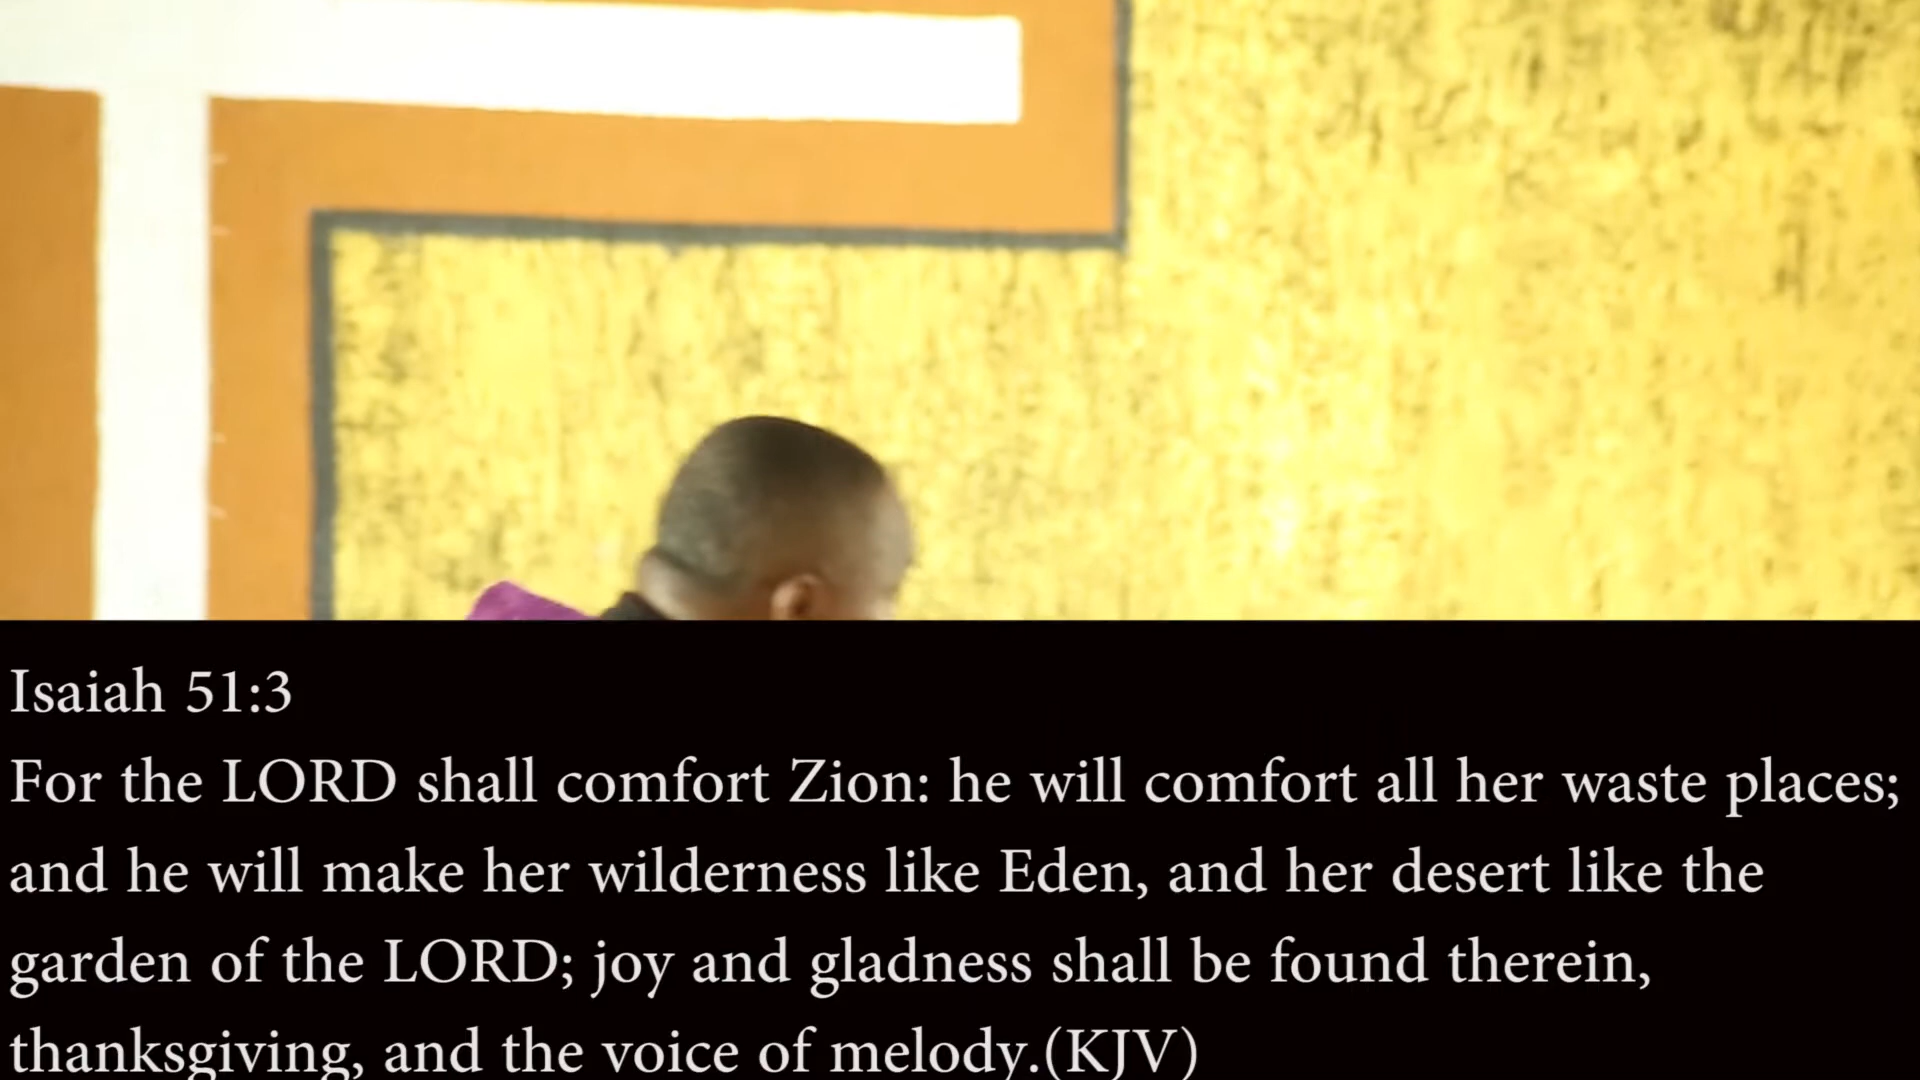 Isaiah 51:3
For the LORD shall comfort Zion: he will comfort all her waste places;
and he will make her wilderness like Eden, and her desert like the
garden of the LORD; joy and gladness shall be found therein,
thanksgiving, and the voice of melody.(KJV)